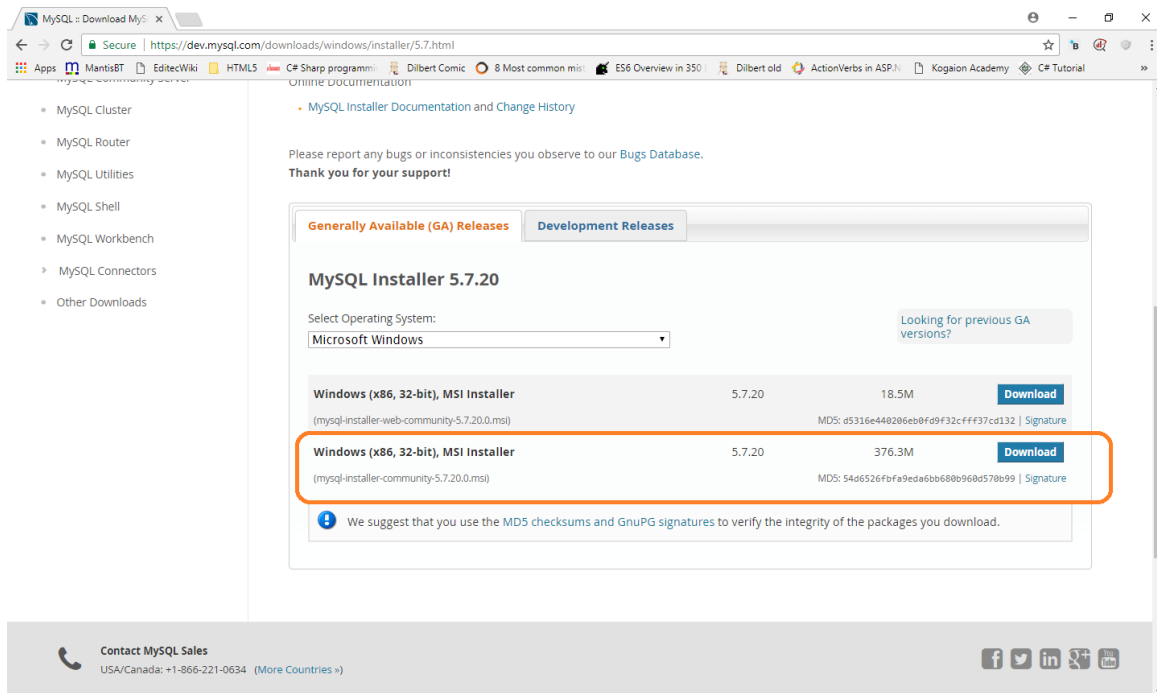 MySQL :: Download MyS
Secure | https://dev.mysql.com/downloads/windows/installer/5.7.html
Apps MantisBT EditecWiki HTML5 C# Sharp programmi Dilbert Comic 8 Most common mist ES6 Overview in 350 Dilbert old ActionVerbs in ASP.N Kogaion Academy C# Tutorial »
MySQL Community Server
MySQL Cluster
MySQL Router
MySQL Utilities
MySQL Shell
MySQL Workbench
MySQL Connectors
Other Downloads
Online Documentation
MySQL Installer Documentation and Change History
Please report any bugs or inconsistencies you observe to our Bugs Database.
Thank you for your support!
Generally Available (GA) Releases Development Releases
MySQL Installer 5.7.20
Select Operating System:
Microsoft Windows
Looking for previous GA
versions?
Windows (x86, 32-bit), MSI Installer 5.7.20 18.5M Download
(mysql-installer-web-community-5.7.20.0.msi) MD5: d5316e440206eb0fd9f32cfff37cd132 | Signature
Windows (x86, 32-bit), MSI Installer 5.7.20 376.3M Download
(mysql-installer-community-5.7.20.0.msi) MD5: 54d6526fbfa9eda6bb680b960d570b99 | Signature
We suggest that you use the MD5 checksums and GnuPG signatures to verify the integrity of the packages you download.
Contact MySQL Sales
USA/Canada: +1-866-221-0634 (More Countries »)